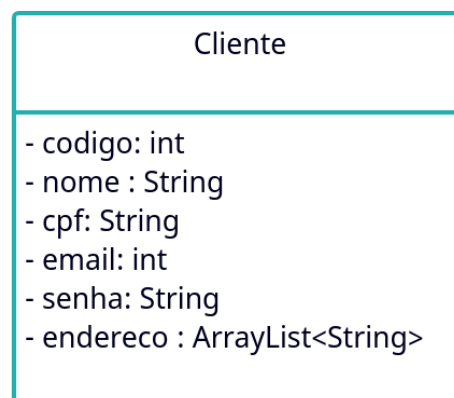 Cliente
- codigo: int
- nome : String
- cpf: String
- email: int
- senha: String
- endereco : ArrayList<String>